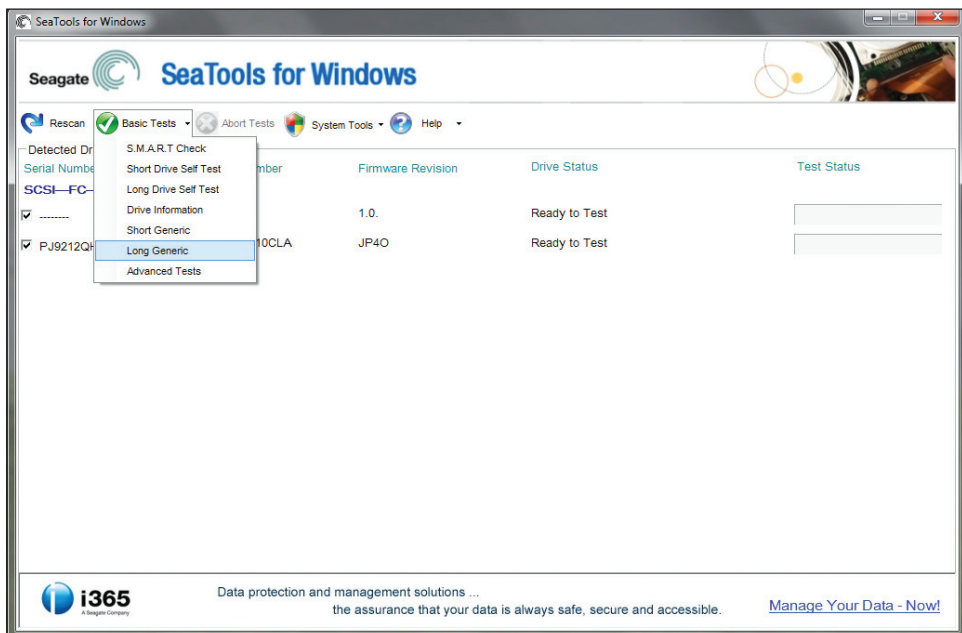 SeaTools for Windows
Seagate SeaTools for Windows
Rescan Basic Tests Abort Tests System Tools Help
Detected Dr
Serial Numbe mber Firmware Revision Drive Status Test Status
SCSI—FC—
S.M.A.R.T Check
Short Drive Self Test
Long Drive Self Test
Drive Information
Short Generic
Long Generic
Advanced Tests
-------- 1.0. Ready to Test
PJ9212QH 10CLA JP4O Ready to Test
i365
A Seagate Company
Data protection and management solutions ...
the assurance that your data is always safe, secure and accessible.
Manage Your Data - Now!